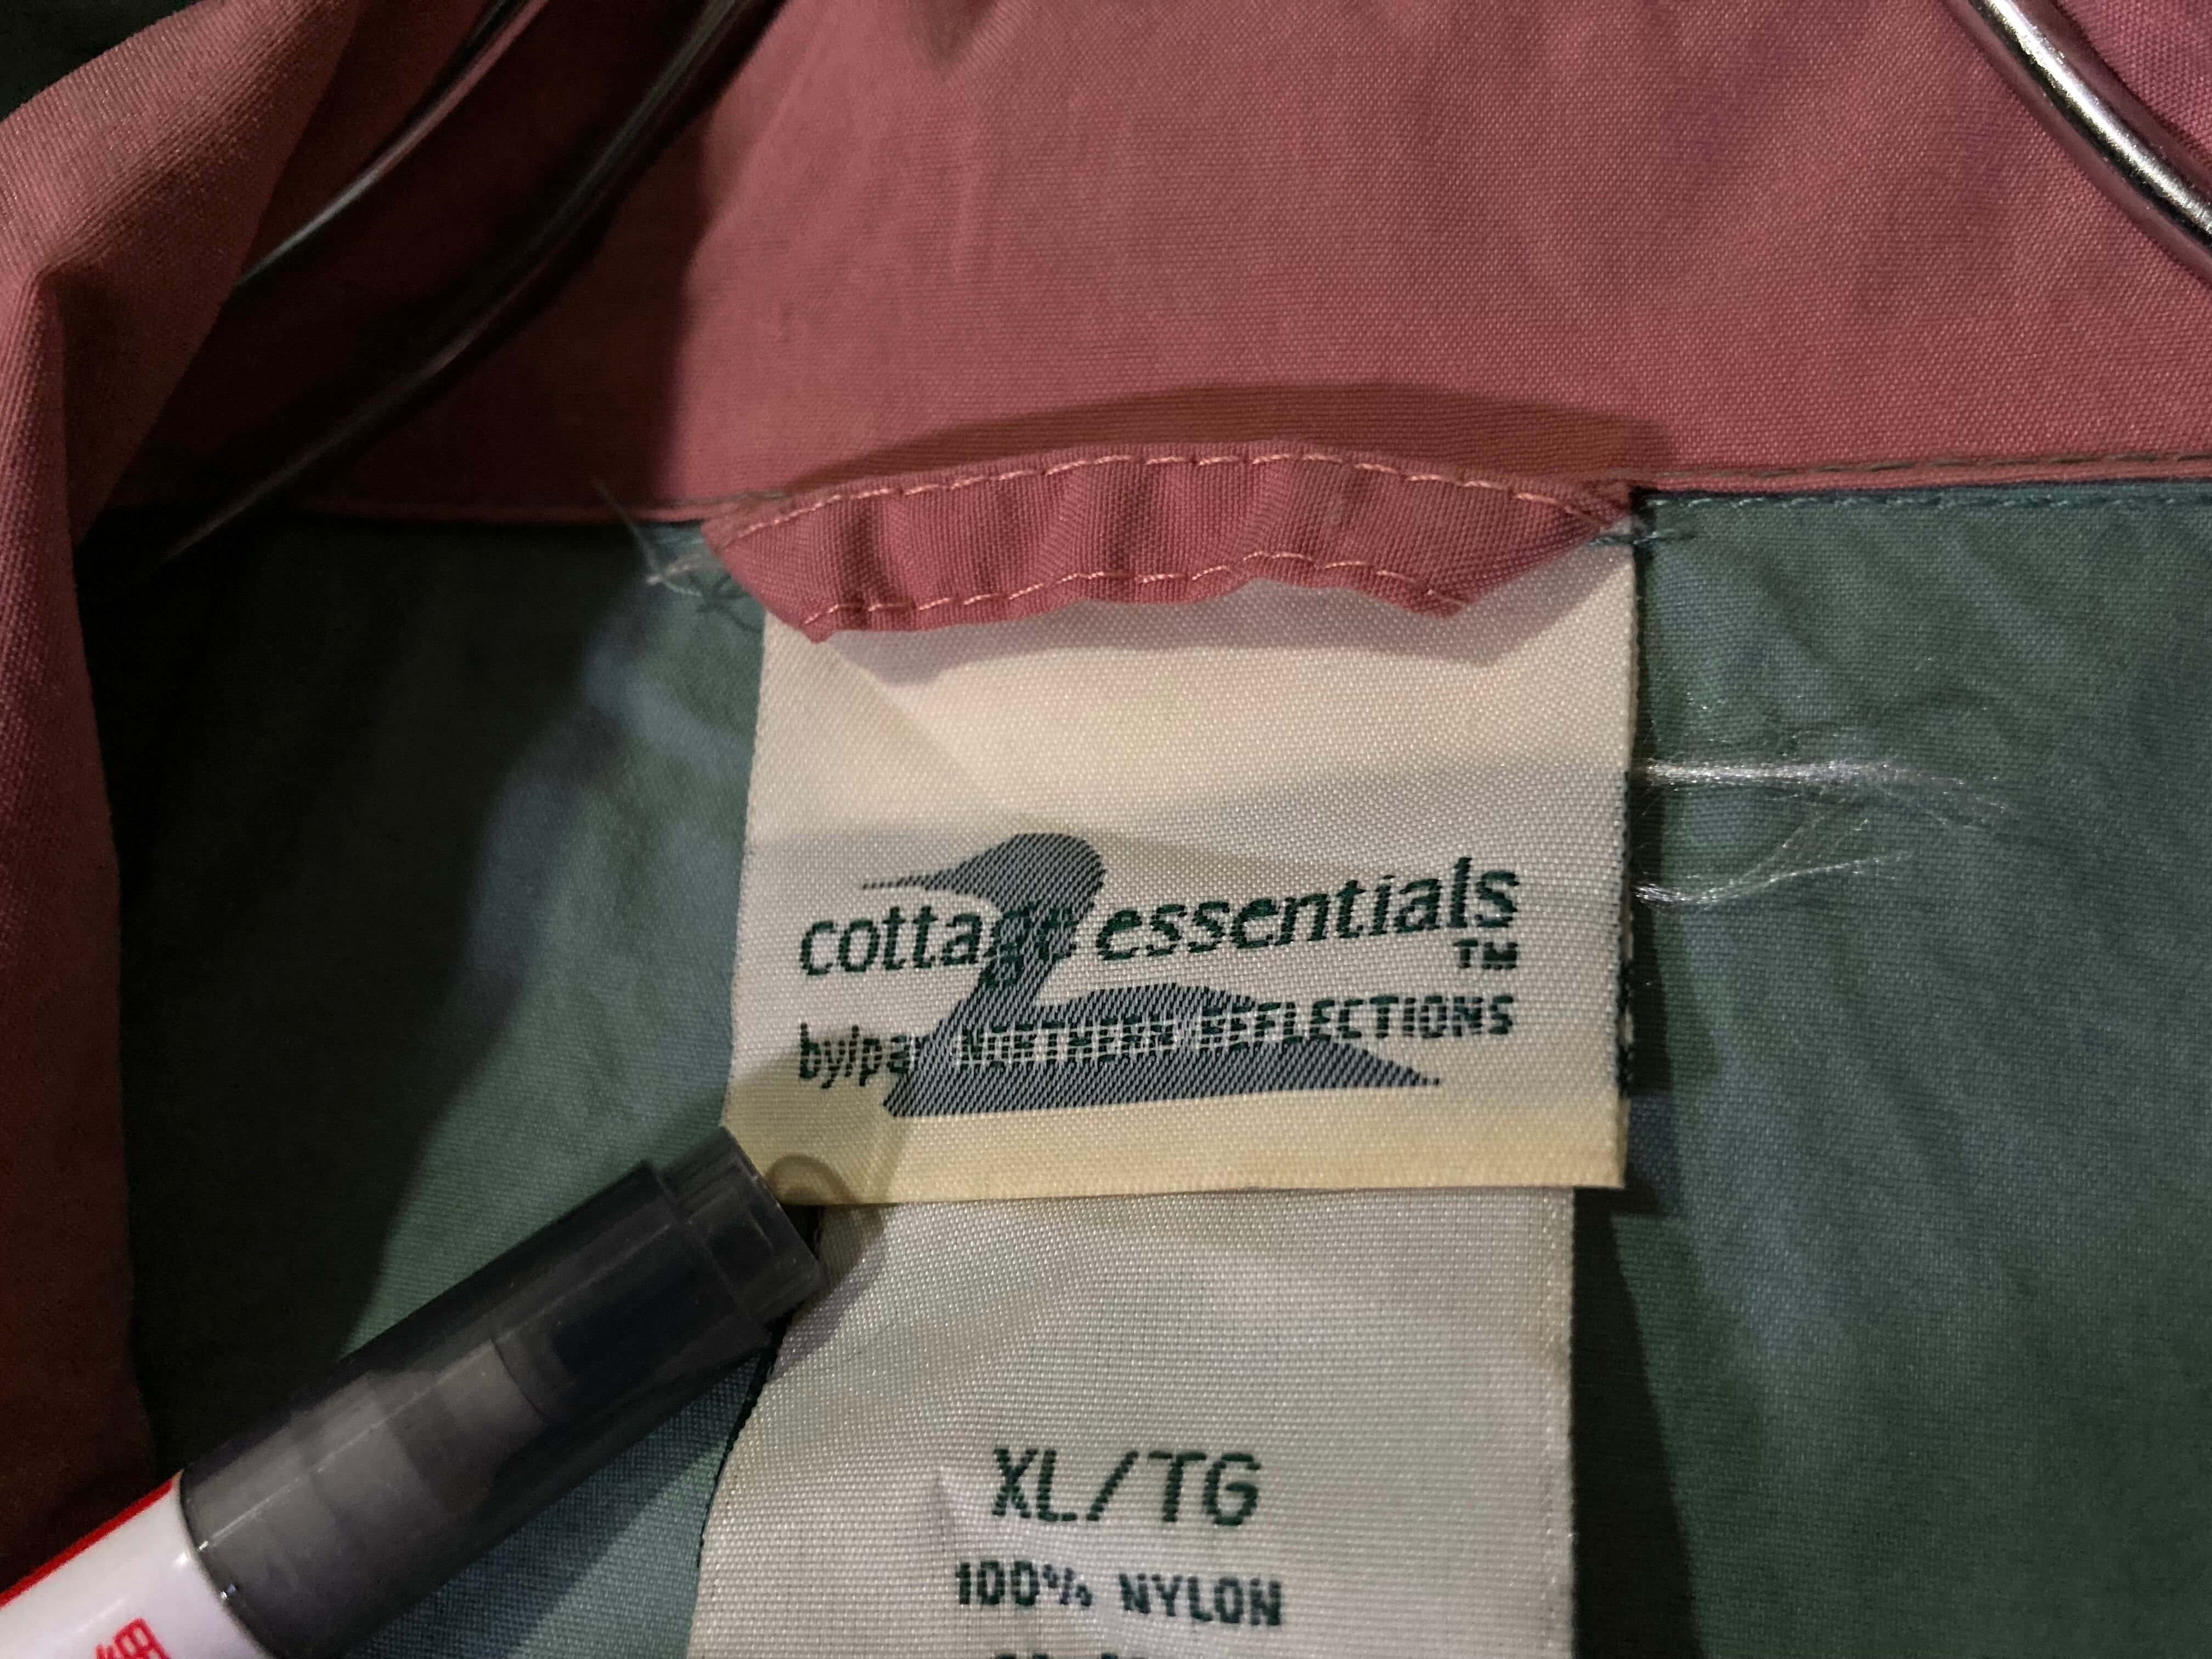 cottage essentials
TM
by/par NORTHERN REFLECTIONS
XL/TG
100% NYLON